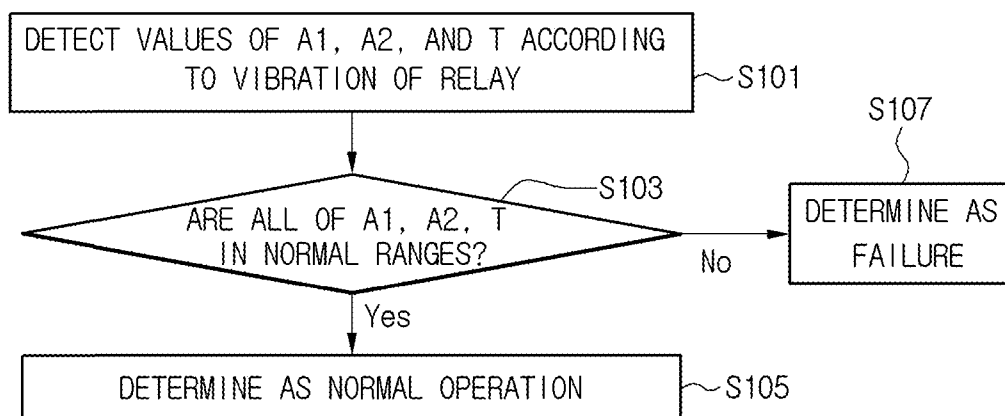 DETECT VALUES OF A1, A2, AND T ACCORDING
TO VIBRATION OF RELAY
S101
S107
S103
ARE ALL OF A1, A2, T
IN NORMAL RANGES?
DETERMINE AS
FAILURE
No
Yes
DETERMINE AS NORMAL OPERATION
S105